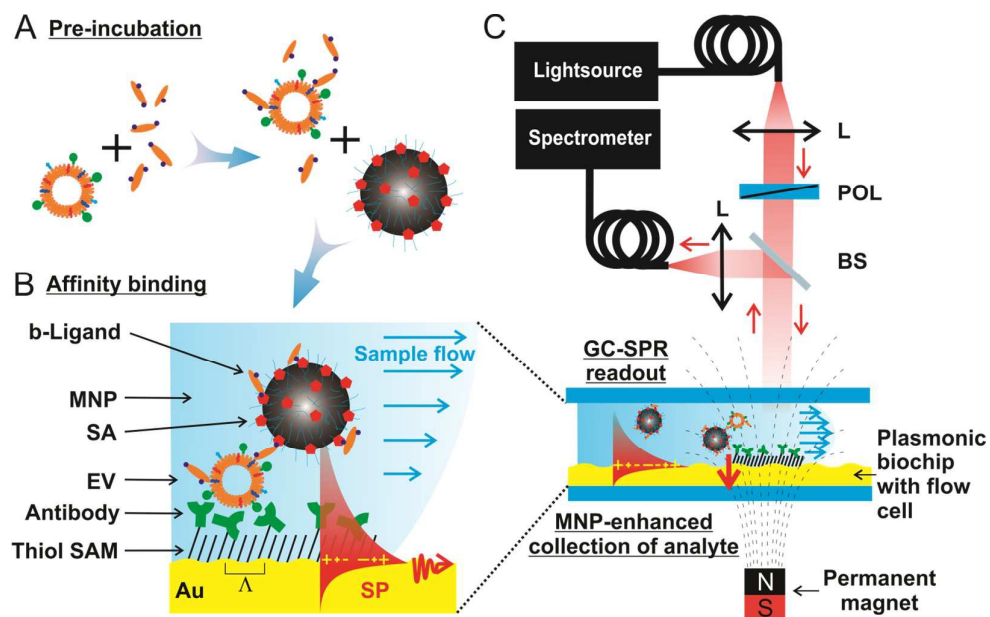 A Pre-incubation
B Affinity binding
b-Ligand
MNP
SA
EV
Antibody
Thiol SAM
Sample flow
Au
Λ
SP
C
Lightsource
Spectrometer
L
L
POL
BS
GC-SPR
readout
MNP-enhanced
collection of analyte
Plasmonic
biochip
with flow
cell
N
S
Permanent
magnet